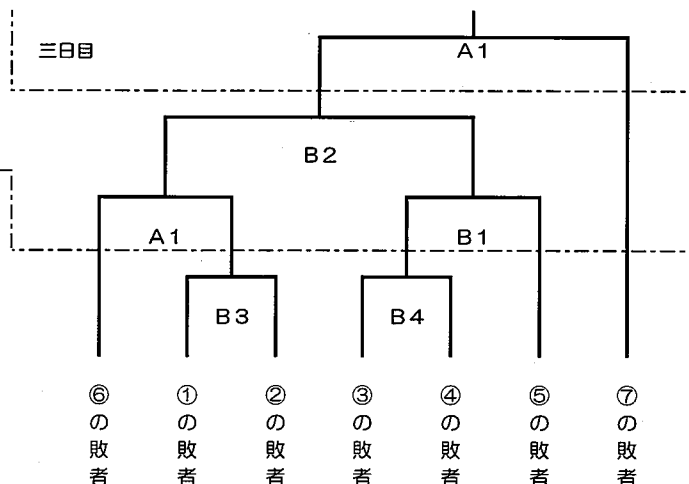 三日目
A1
B2
A1
B1
B3
B4
⑥の敗者
①の敗者
②の敗者
③の敗者
④の敗者
⑤の敗者
⑦の敗者